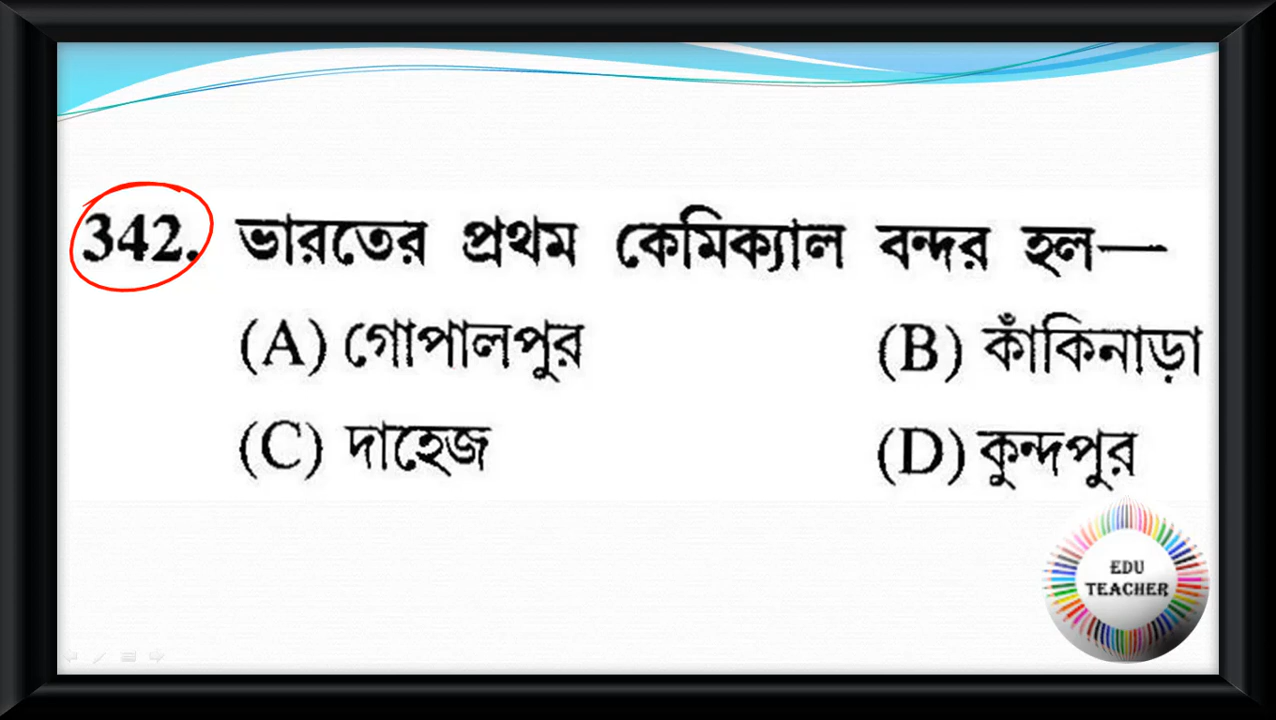 342. ভারতের প্রথম কেমিক্যাল বন্দর হল—
(A) গোপালপুর (B) কাঁকিনাড়া
(C) দাহেজ (D) কুন্দপুর
EDU
TEACHER